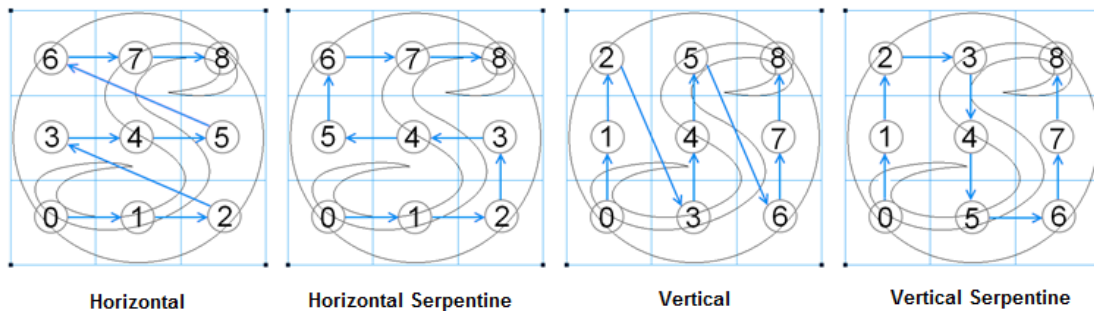 6 7 8
3 4 5
0 1 2
Horizontal
6 7 8
5 4 3
0 1 2
Horizontal Serpentine
2 5 8
1 4 7
0 3 6
Vertical
2 3 8
1 4 7
0 5 6
Vertical Serpentine